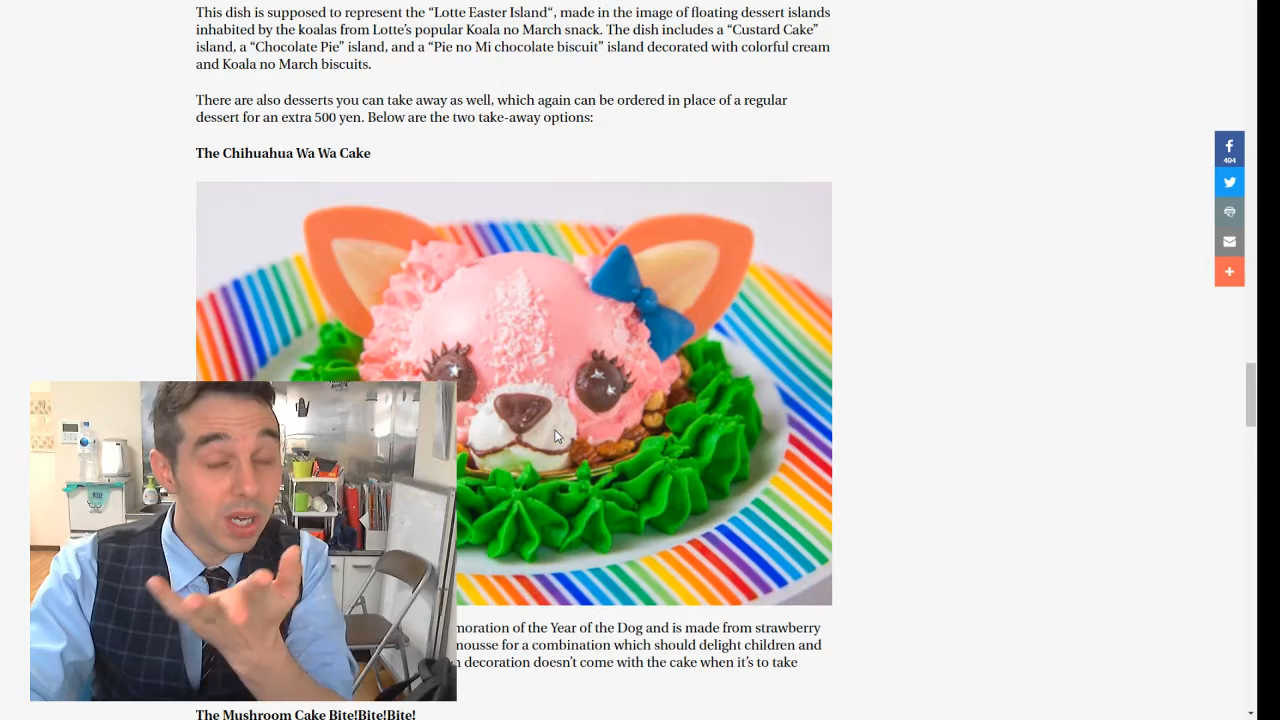 This dish is supposed to represent the “Lotte Easter Island“, made in the image of floating dessert islands
inhabited by the koalas from Lotte’s popular Koala no March snack. The dish includes a “Custard Cake”
island, a “Chocolate Pie” island, and a “Pie no Mi chocolate biscuit” island decorated with colorful cream
and Koala no March biscuits.
There are also desserts you can take away as well, which again can be ordered in place of a regular
dessert for an extra 500 yen. Below are the two take-away options:
The Chihuahua Wa Wa Cake
494
moration of the Year of the Dog and is made from strawberry
nousse for a combination which should delight children and
decoration doesn’t come with the cake when it’s to take
The Mushroom Cake Bite!Bite!Bite!